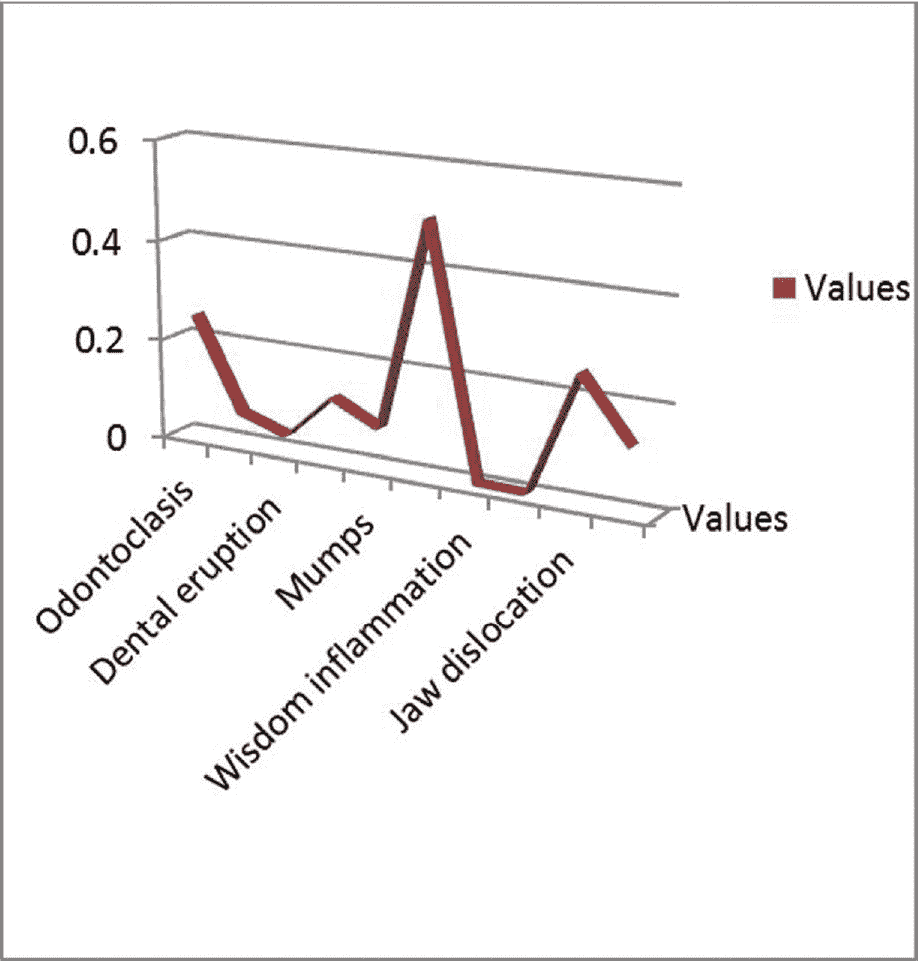 0.6
0.4
0.2
0
Values
Values
Odontoclasis
Dental eruption
Mumps
Wisdom inflammation
Jaw dislocation